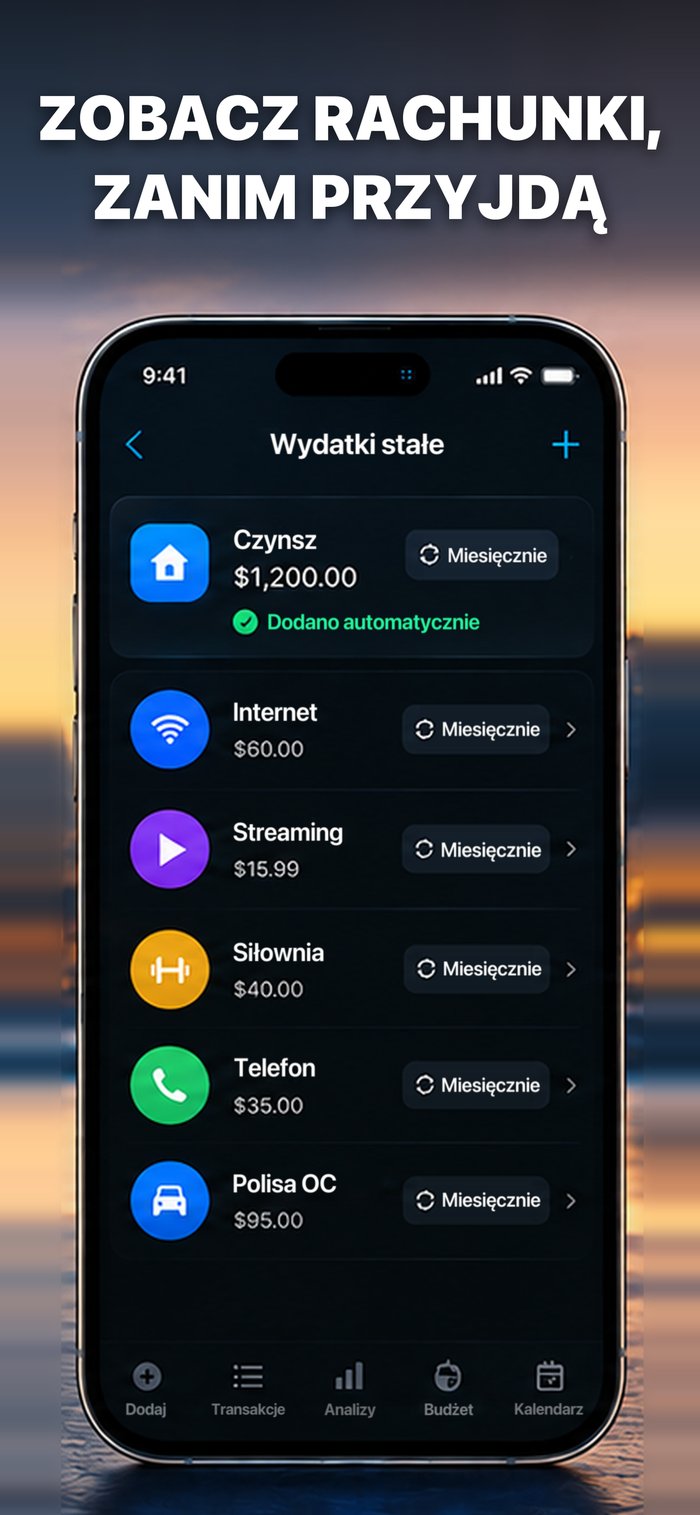 ZOBACZ RACHUNKI,
ZANIM PRZYJDĄ
9:41
Wydatki stałe
Czynsz
$1,200.00
Miesięcznie
Dodano automatycznie
Internet
$60.00
Miesięcznie
Streaming
$15.99
Miesięcznie
Siłownia
$40.00
Miesięcznie
Telefon
$35.00
Miesięcznie
Polisa OC
$95.00
Miesięcznie
Dodaj
Transakcje
Analizy
Budżet
Kalendarz